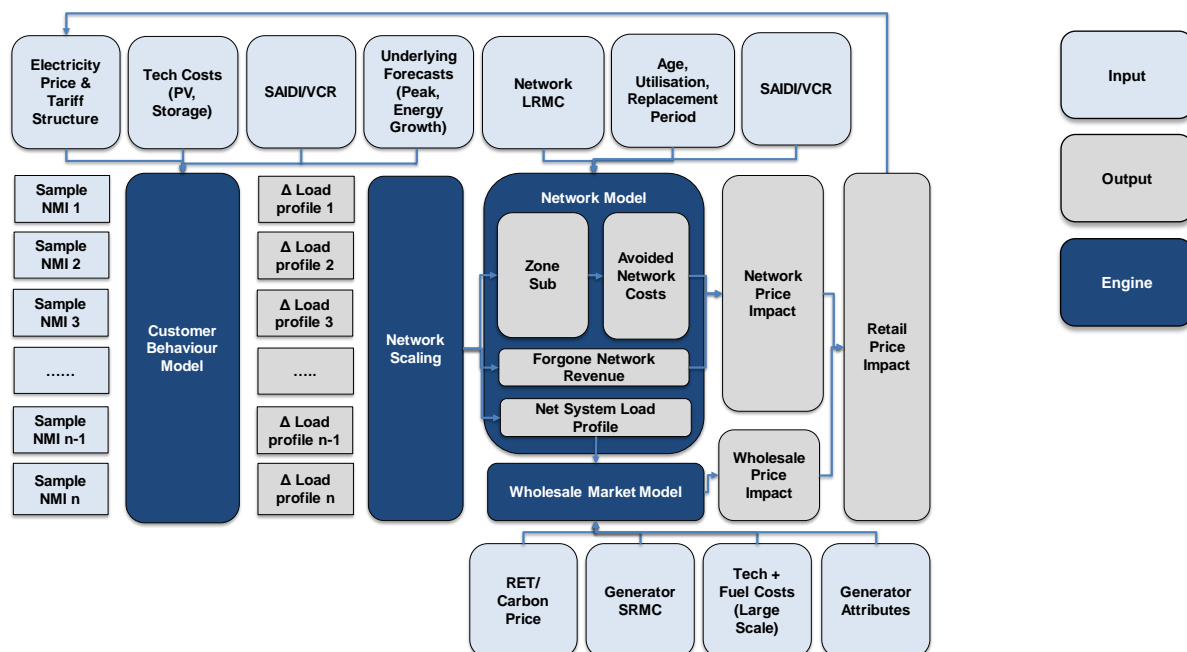 Electricity
Price &
Tariff
Structure
Tech Costs
(PV,
Storage)
SAIDI/VCR
Underlying
Forecasts
(Peak,
Energy
Growth)
Network
LRMC
Age,
Utilisation,
Replacement
Period
SAIDI/VCR
Input
Output
Engine
Sample
NMI 1
Sample
NMI 2
Sample
NMI 3
......
Sample
NMI n-1
Sample
NMI n
Customer
Behaviour
Model
Δ Load
profile 1
Δ Load
profile 2
Δ Load
profile 3
.....
Δ Load
profile n-1
Δ Load
profile n
Network
Scaling
Network Model
Zone
Sub
Avoided
Network
Costs
Forgone Network
Revenue
Net System Load
Profile
Wholesale Market Model
Network
Price
Impact
Wholesale
Price
Impact
Retail
Price
Impact
RET/
Carbon
Price
Generator
SRMC
Tech +
Fuel Costs
(Large
Scale)
Generator
Attributes